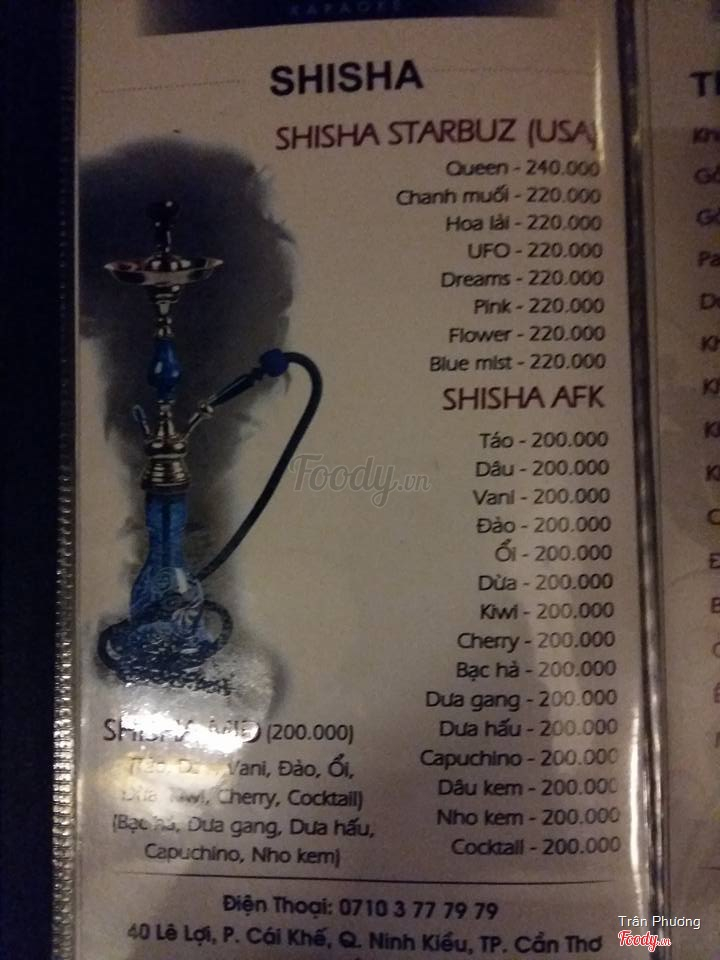 KARAOKE
SHISHA
SHISHA STARBUZ (USA)
Queen - 240.000
Chanh muối - 220.000
Hoa lài - 220.000
UFO - 220.000
Dreams - 220.000
Pink - 220.000
Flower - 220.000
Blue mist - 220.000
SHISHA AFK
Táo - 200.000
Dâu - 200.000
Vani - 200.000
Đào - 200.000
Ổi - 200.000
Dừa - 200.000
Kiwi - 200.000
Cherry - 200.000
Bạc hà - 200.000
Dưa gang - 200.000
Dưa hấu - 200.000
Capuchino - 200.000
Dâu kem - 200.000
Nho kem - 200.000
Cocktail - 200.000
SHISHA (200.000)
Vani, Đào, Ổi,
Kiwi, Cherry, Cocktail)
(Bạc hà, Dưa gang, Dưa hấu,
Capuchino, Nho kem)
Điện Thoại: 0710 3 77 79 79
40 Lê Lợi, P. Cái Khế, Q. Ninh Kiều, TP. Cần Thơ
Foody.vn
Trân Phương
Foody.vn